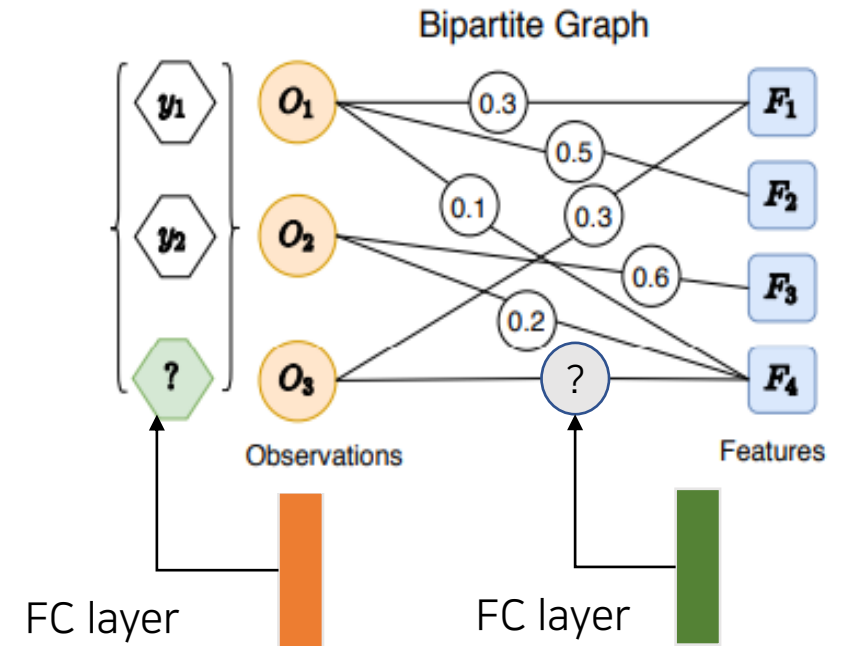 Bipartite Graph
y₁
O₁
0.3
F₁
0.5
F₂
0.1
0.3
y₂
O₂
0.6
F₃
0.2
?
O₃
?
F₄
Observations
Features
FC layer
FC layer